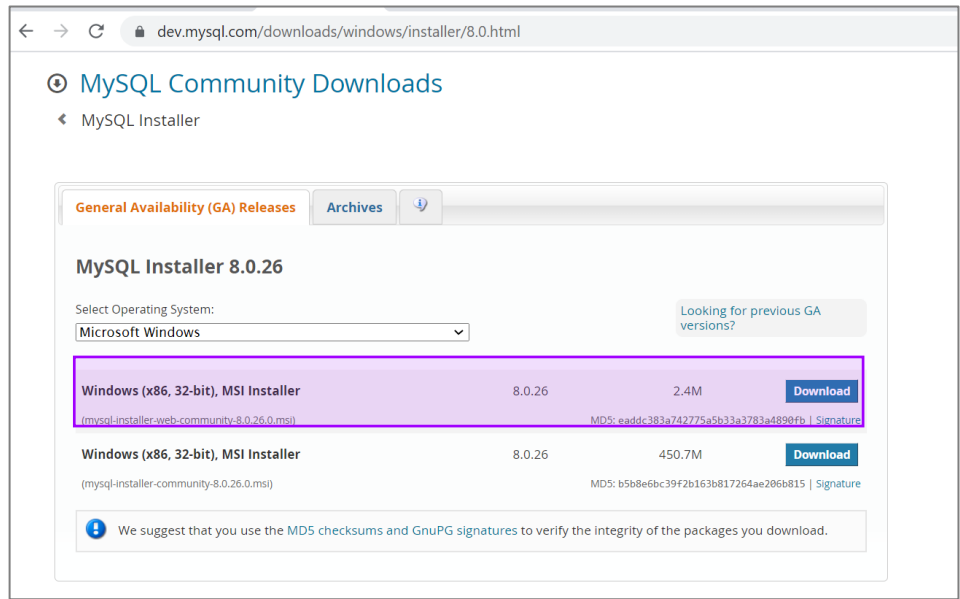 dev.mysql.com/downloads/windows/installer/8.0.html
MySQL Community Downloads
MySQL Installer
General Availability (GA) Releases
Archives
MySQL Installer 8.0.26
Select Operating System:
Looking for previous GA
versions?
Microsoft Windows
Windows (x86, 32-bit), MSI Installer 8.0.26 2.4M Download
(mysql-installer-web-community-8.0.26.0.msi) MD5: eaddc383a742775a5b33a3783a4890fb | Signature
Windows (x86, 32-bit), MSI Installer 8.0.26 450.7M Download
(mysql-installer-community-8.0.26.0.msi) MD5: b5b8e6bc39f2b163b817264ae206b815 | Signature
We suggest that you use the MD5 checksums and GnuPG signatures to verify the integrity of the packages you download.